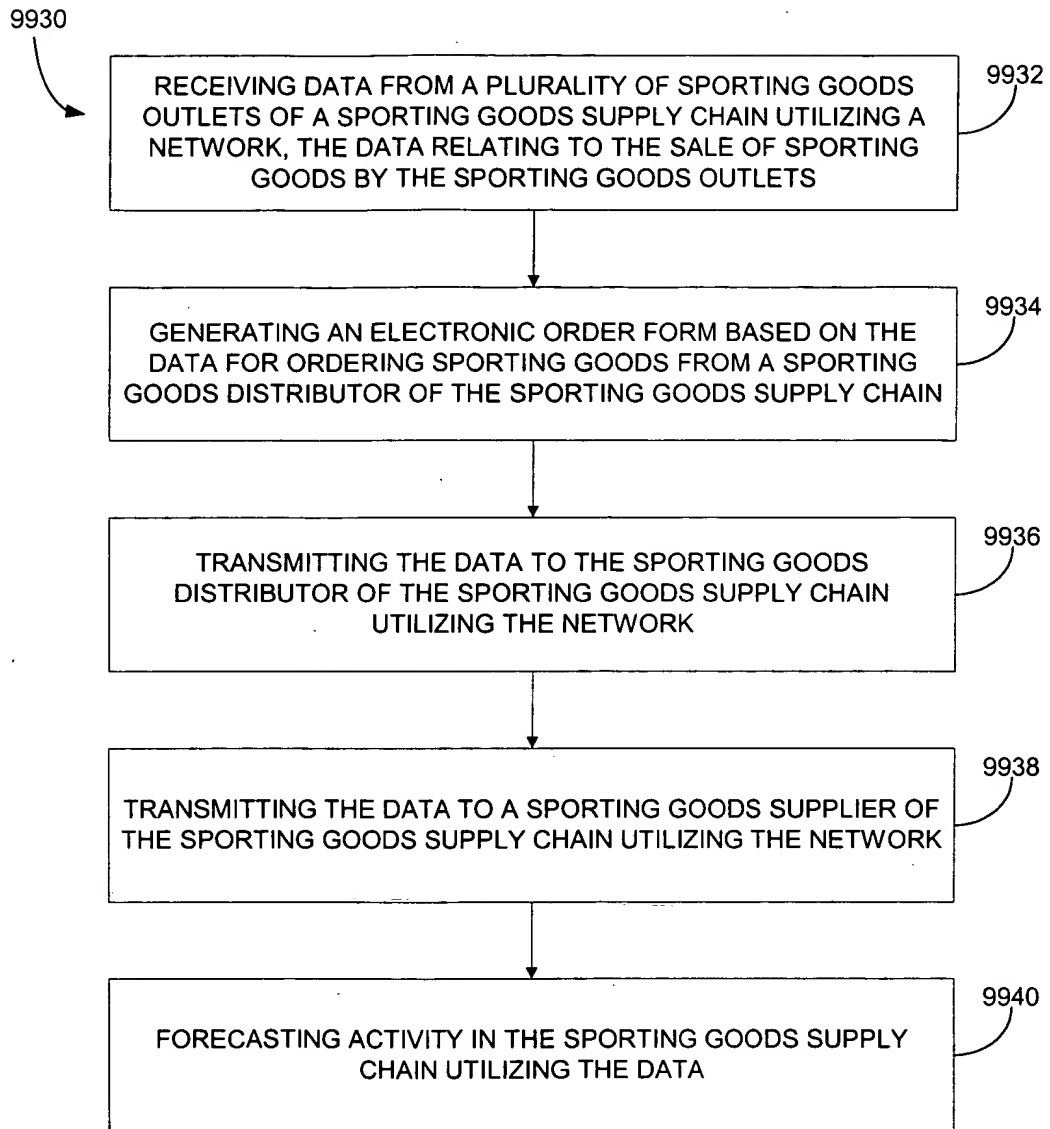 9930
9932
RECEIVING DATA FROM A PLURALITY OF SPORTING GOODS
OUTLETS OF A SPORTING GOODS SUPPLY CHAIN UTILIZING A
NETWORK, THE DATA RELATING TO THE SALE OF SPORTING
GOODS BY THE SPORTING GOODS OUTLETS
9934
GENERATING AN ELECTRONIC ORDER FORM BASED ON THE
DATA FOR ORDERING SPORTING GOODS FROM A SPORTING
GOODS DISTRIBUTOR OF THE SPORTING GOODS SUPPLY CHAIN
9936
TRANSMITTING THE DATA TO THE SPORTING GOODS
DISTRIBUTOR OF THE SPORTING GOODS SUPPLY CHAIN
UTILIZING THE NETWORK
9938
TRANSMITTING THE DATA TO A SPORTING GOODS SUPPLIER OF
THE SPORTING GOODS SUPPLY CHAIN UTILIZING THE NETWORK
9940
FORECASTING ACTIVITY IN THE SPORTING GOODS SUPPLY
CHAIN UTILIZING THE DATA